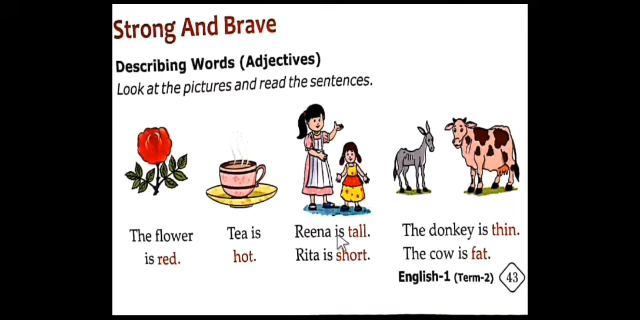 Strong And Brave
Describing Words (Adjectives)
Look at the pictures and read the sentences.
The flower
is red.
Tea is
hot.
Reena is tall.
Rita is short.
The donkey is thin.
The cow is fat.
English-1 (Term-2) 43